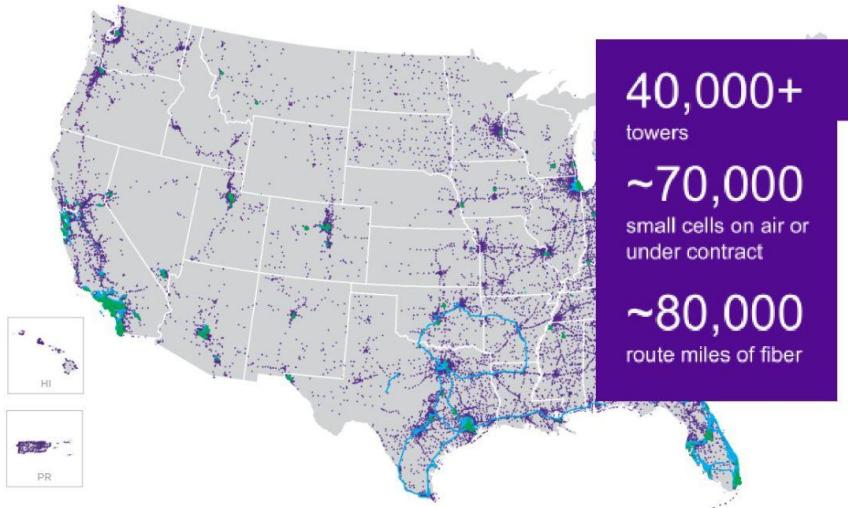 40,000+
towers
~70,000
small cells on air or
under contract
~80,000
route miles of fiber
HI
PR